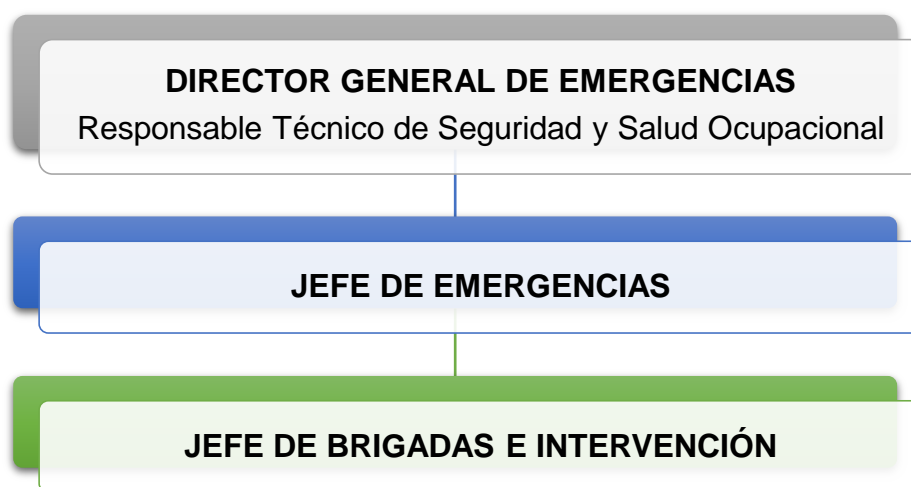 DIRECTOR GENERAL DE EMERGENCIAS
Responsable Técnico de Seguridad y Salud Ocupacional
JEFE DE EMERGENCIAS
JEFE DE BRIGADAS E INTERVENCIÓN